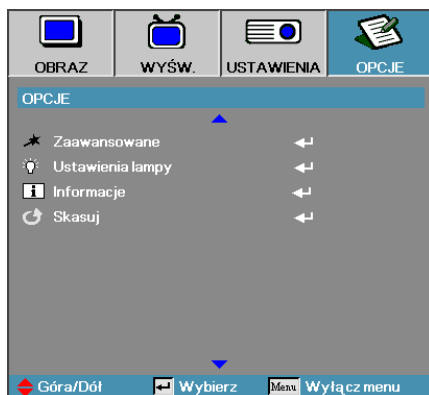 OBRAZ WYŚW. USTAWIENIA OPCJE
OPCJE
Zaawansowane
Ustawienia lampy
i Informacje
Skasuj
Góra/Dół Wybierz Menu Wyłącz menu